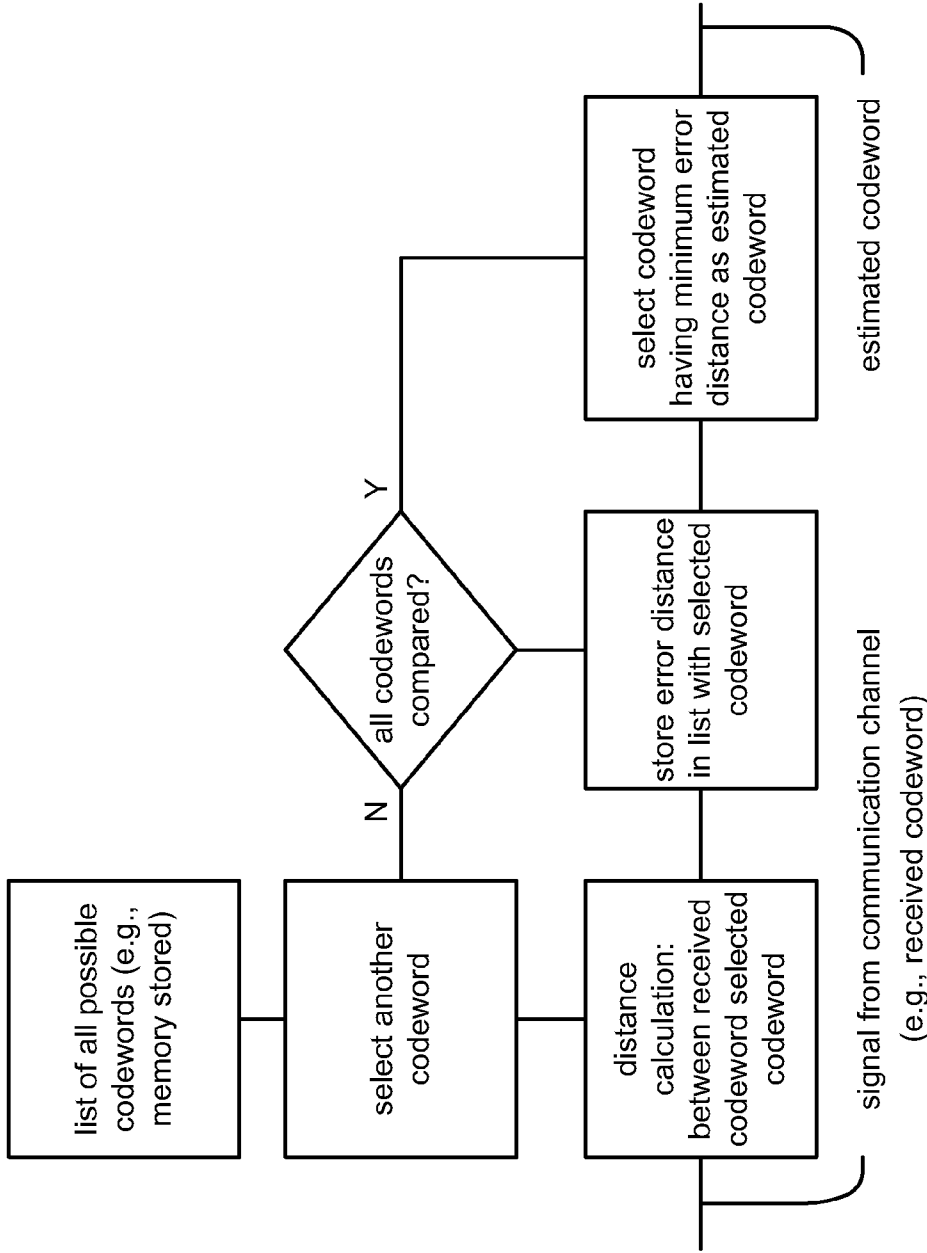 list of all possible
codewords (e.g.,
memory stored)
select another
codeword
N
all codewords
compared?
Y
distance
calculation:
between received
codeword selected
codeword
store error distance
in list with selected
codeword
select codeword
having minimum error
distance as estimated
codeword
signal from communication channel
(e.g., received codeword)
estimated codeword